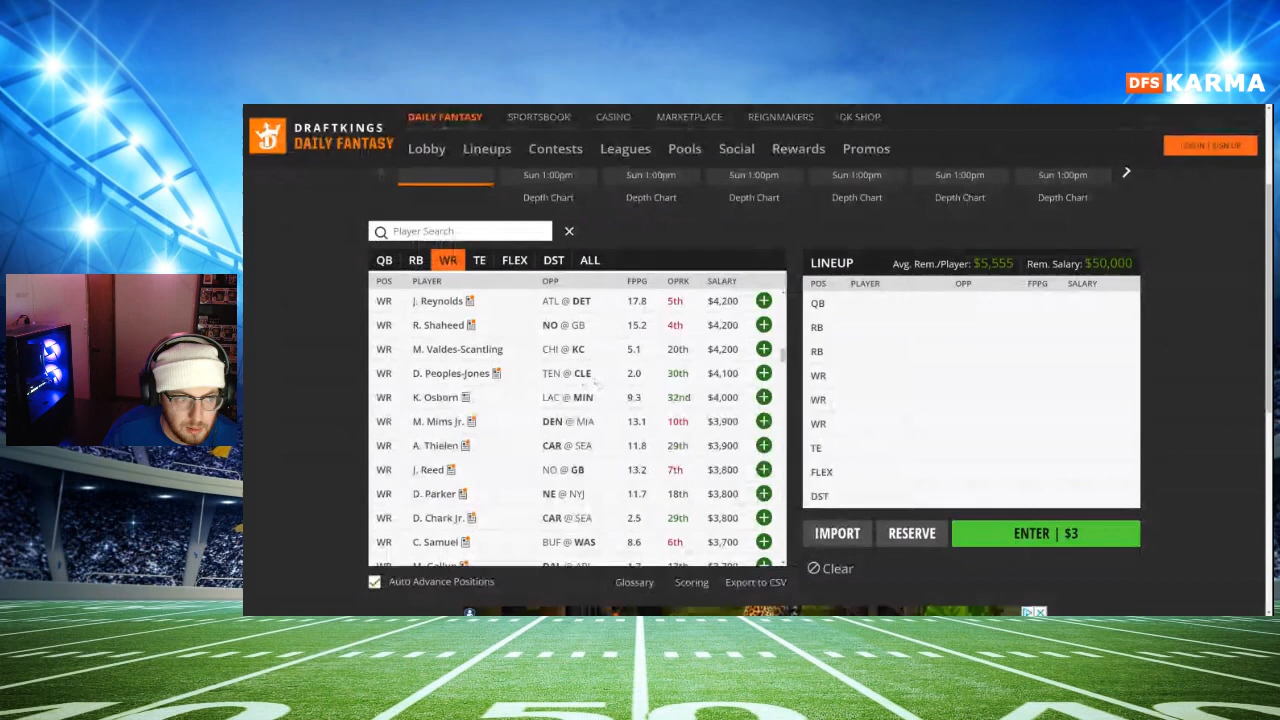 DFS KARMA
DRAFTKINGS
DAILY FANTASY
DAILY FANTASY SPORTSBOOK CASINO MARKETPLACE REIGNMAKERS DK SHOP
Lobby Lineups Contests Leagues Pools Social Rewards Promos
LOG IN | SIGN UP
Sun 1:00pm Sun 1:00pm Sun 1:00pm Sun 1:00pm Sun 1:00pm Sun 1:00pm
Depth Chart Depth Chart Depth Chart Depth Chart Depth Chart Depth Chart
Player Search
QB RB WR TE FLEX DST ALL
POS PLAYER OPP FPPG OPRK SALARY
WR J. Reynolds ATL @ DET 17.8 5th $4,200
WR R. Shaheed NO @ GB 15.2 4th $4,200
WR M. Valdes-Scantling CHI @ KC 5.1 20th $4,200
WR D. Peoples-Jones TEN @ CLE 2.0 30th $4,100
WR K. Osborn LAC @ MIN 9.3 32nd $4,000
WR M. Mims Jr. DEN @ MIA 13.1 10th $3,900
WR A. Thielen CAR @ SEA 11.8 29th $3,900
WR J. Reed NO @ GB 13.2 7th $3,800
WR D. Parker NE @ NYJ 11.7 18th $3,800
WR D. Chark Jr. CAR @ SEA 2.5 29th $3,800
WR C. Samuel BUF @ WAS 8.6 6th $3,700
Auto Advance Positions Glossary Scoring Export to CSV
LINEUP Avg. Rem./Player: $5,555 Rem. Salary: $50,000
POS PLAYER OPP FPPG SALARY
QB
RB
RB
WR
WR
WR
TE
FLEX
DST
IMPORT RESERVE ENTER | $3
Clear
50